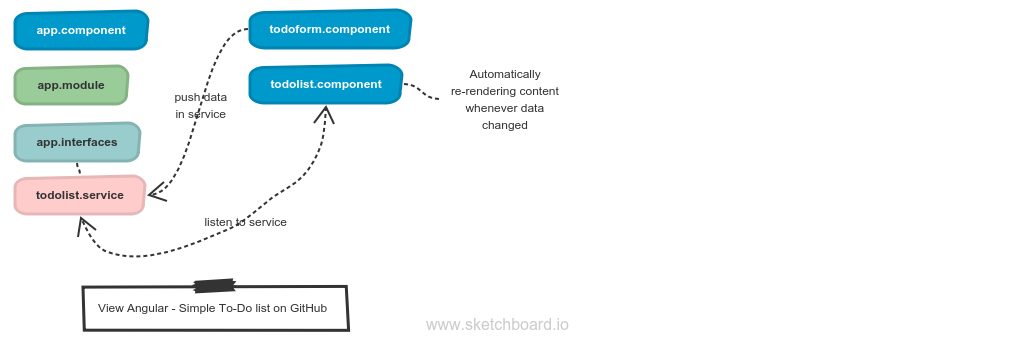 app.component
todoform.component
app.module
todolist.component
Automatically
re-rendering content
whenever data
changed
push data
in service
app.interfaces
todolist.service
listen to service
View Angular - Simple To-Do list on GitHub
www.sketchboard.io